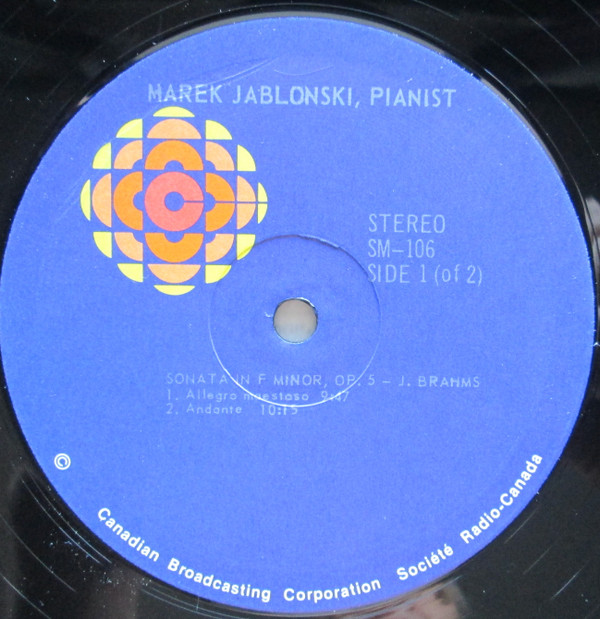 MAREK JABLONSKI, PIANIST
STEREO
SM-106
SIDE 1 (of 2)
SONATA IN F MINOR, OP. 5 – J. BRAHMS
1. Allegro maestoso 9:47
2. Andante 10:15
©
Canadian Broadcasting Corporation Société Radio-Canada